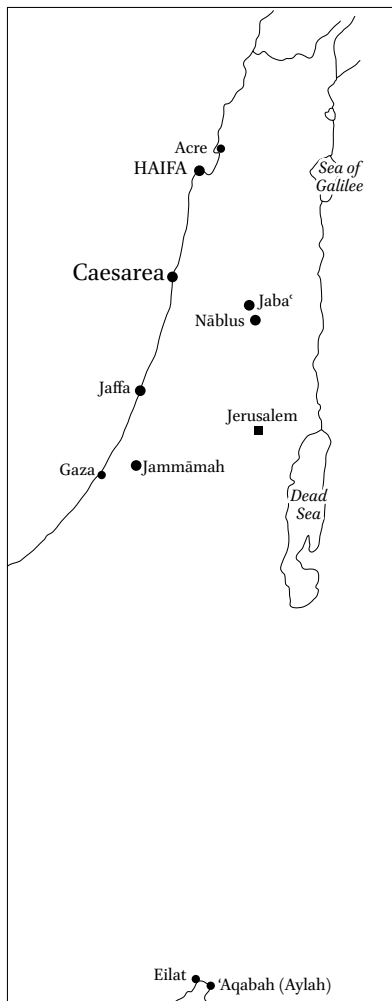 Acre
HAIFA
Sea of
Galilee
Caesarea
Jabaʿ
Nāblus
Jaffa
Jerusalem
Gaza
Jammāmah
Dead
Sea
Eilat
ʿAqabah (Aylah)